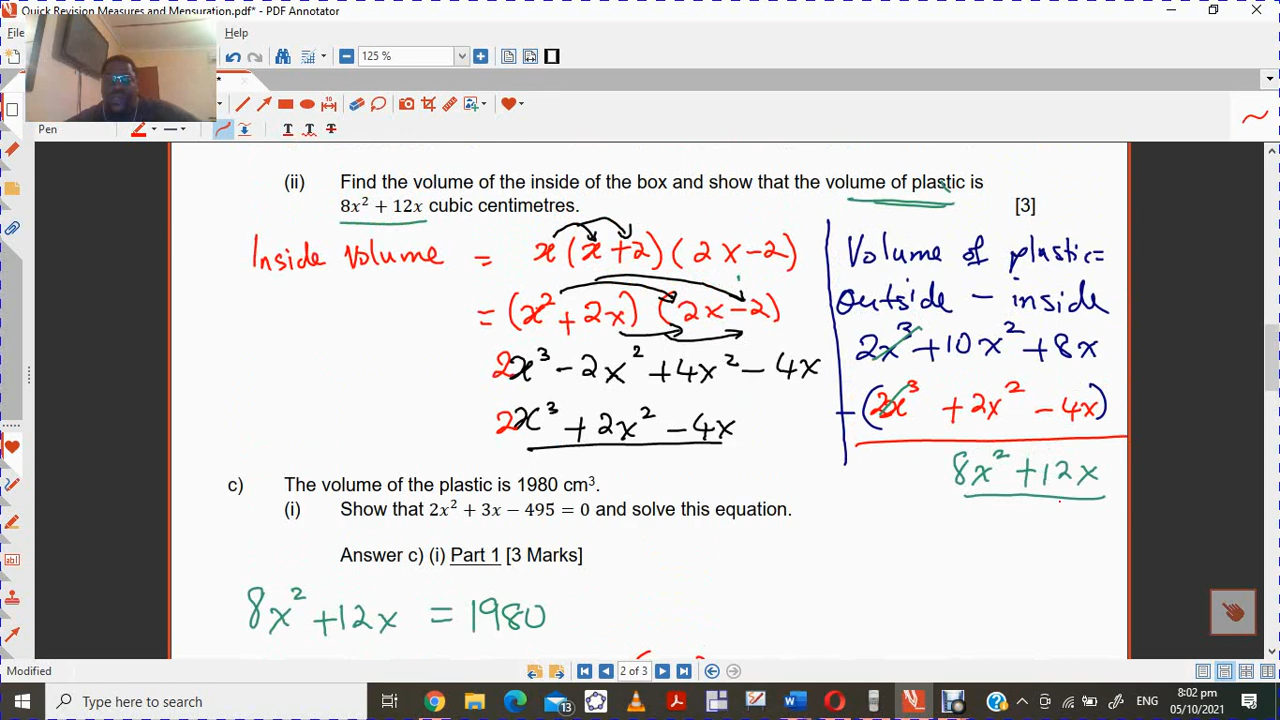 Quick Revision Measures and Mensuration.pdf* - PDF Annotator
File
Help
125 %
Pen
(ii) Find the volume of the inside of the box and show that the volume of plastic is
8x² + 12x cubic centimetres. [3]
Inside Volume = x(x+2)(2x-2)
= (x²+2x)(2x-2)
2x³ - 2x² + 4x² - 4x
2x³ + 2x² - 4x
Volume of plastic=
outside - inside
2x³+10x²+8x
-(2x³ + 2x² - 4x)
8x² +12x
c) The volume of the plastic is 1980 cm³.
(i) Show that 2x² + 3x − 495 = 0 and solve this equation.
Answer c) (i) Part 1 [3 Marks]
8x² +12x = 1980
Modified
2 of 3
Type here to search
13
ENG
8:02 pm
05/10/2021